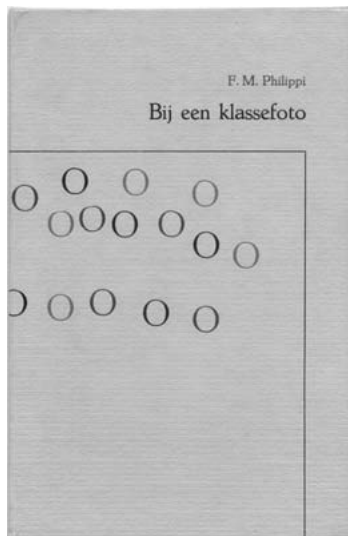 F. M. Philippi
Bij een klassefoto
O O O O
O O O O
O O
O O O O O